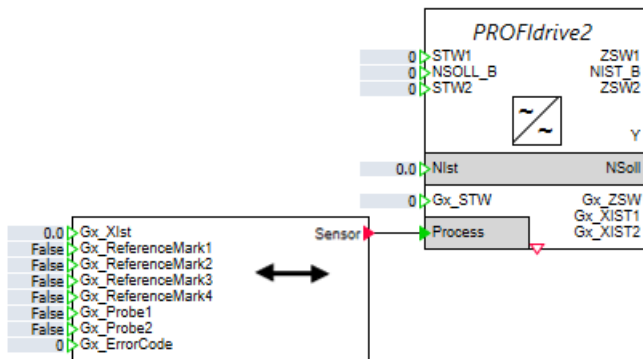 PROFIdrive2
0 STW1 ZSW1
0 NSOLL_B NIST_B
0 STW2 ZSW2
~
~
Y
0.0 NIst NSoll
0 Gx_STW Gx_ZSW
Gx_XIST1
Process Gx_XIST2
0.0 Gx_XIst Sensor
False Gx_ReferenceMark1
False Gx_ReferenceMark2
False Gx_ReferenceMark3
False Gx_ReferenceMark4
False Gx_Probe1
False Gx_Probe2
0 Gx_ErrorCode